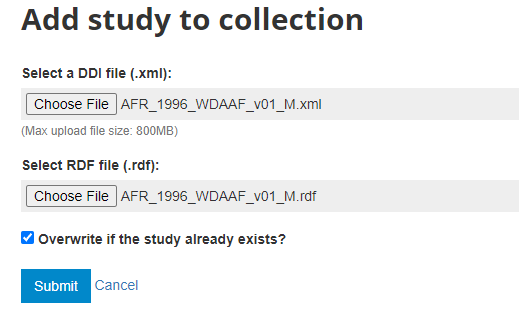 Add study to collection
Select a DDI file (.xml):
Choose File AFR_1996_WDAAF_v01_M.xml
(Max upload file size: 800MB)
Select RDF file (.rdf):
Choose File AFR_1996_WDAAF_v01_M.rdf
Overwrite if the study already exists?
Submit Cancel